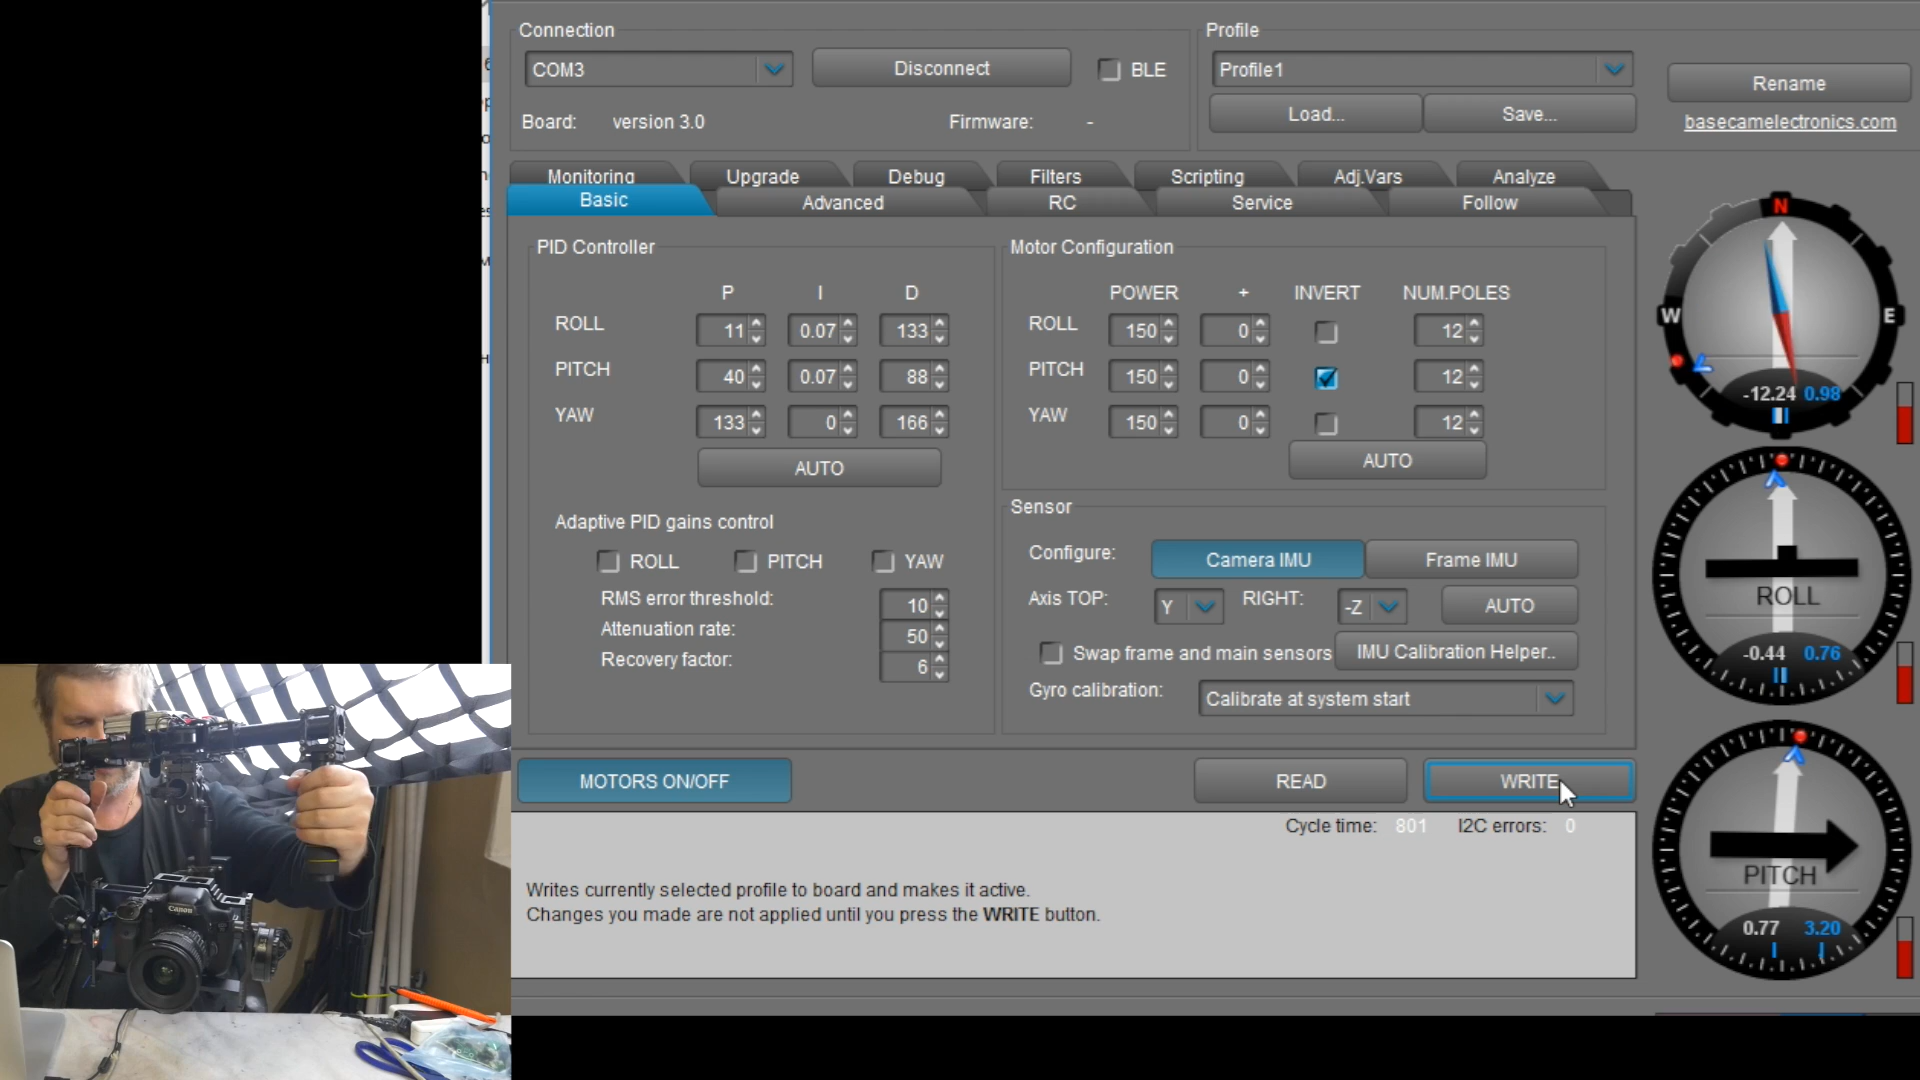 Connection
COM3
Disconnect
BLE
Board: version 3.0
Firmware: -
Profile
Profile1
Load...
Save...
Rename
basecamelectronics.com
Monitoring Upgrade Debug Filters Scripting Adj.Vars Analyze
Basic Advanced RC Service Follow
PID Controller
P I D
ROLL 11 0.07 133
PITCH 40 0.07 88
YAW 133 0 166
AUTO
Adaptive PID gains control
ROLL PITCH YAW
RMS error threshold: 10
Attenuation rate: 50
Recovery factor: 6
Motor Configuration
POWER + INVERT NUM.POLES
ROLL 150 0 12
PITCH 150 0 12
YAW 150 0 12
AUTO
Sensor
Configure: Camera IMU Frame IMU
Axis TOP: Y RIGHT: -Z AUTO
Swap frame and main sensors IMU Calibration Helper..
Gyro calibration: Calibrate at system start
MOTORS ON/OFF
READ
WRITE
Cycle time: 801 I2C errors: 0
Writes currently selected profile to board and makes it active.
Changes you made are not applied until you press the WRITE button.
N
W E
-12.24 0.98
ROLL
-0.44 0.76
PITCH
0.77 3.20
Canon